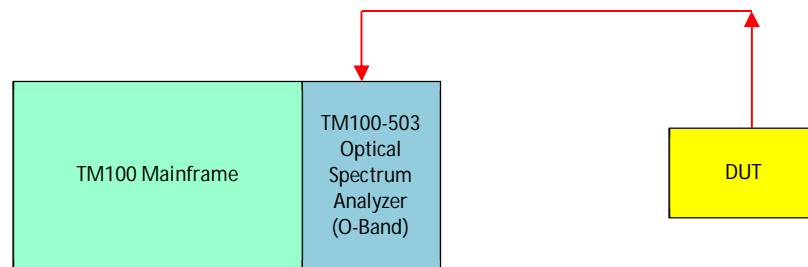 TM100 Mainframe
TM100-503
Optical
Spectrum
Analyzer
(O-Band)
DUT